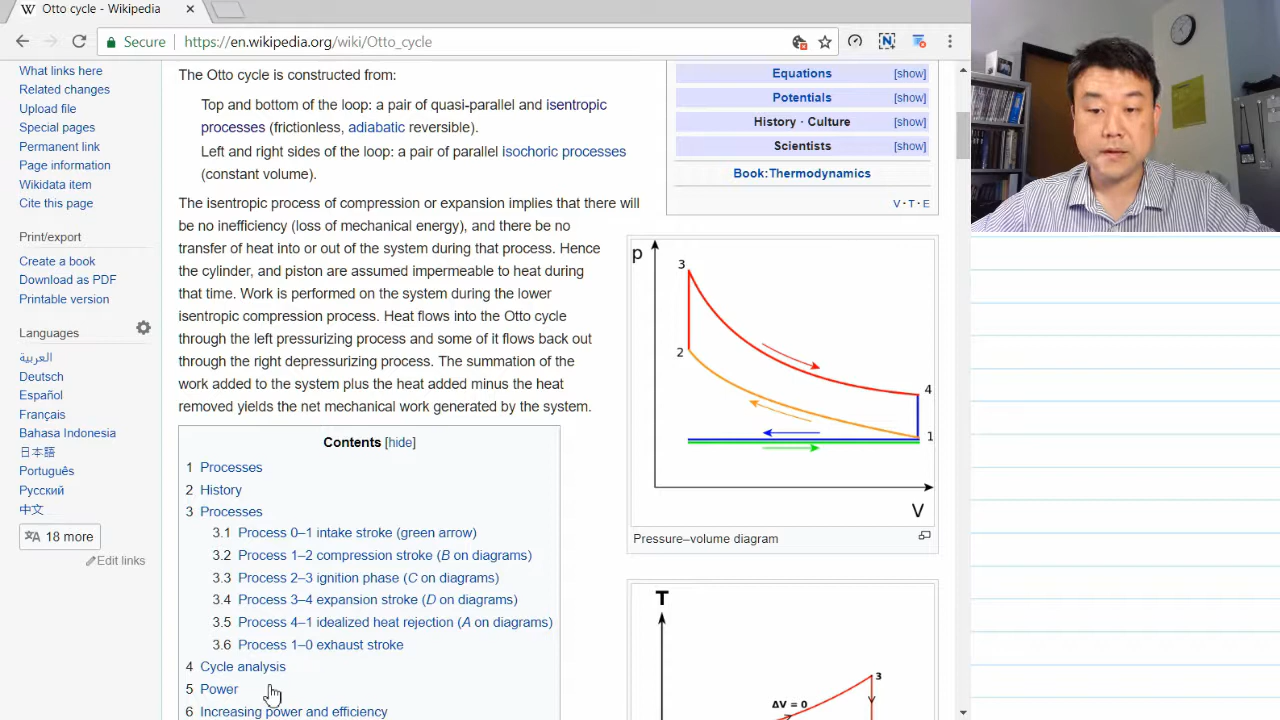 Otto cycle - Wikipedia
Secure https://en.wikipedia.org/wiki/Otto_cycle
What links here
Related changes
Upload file
Special pages
Permanent link
Page information
Wikidata item
Cite this page
Print/export
Create a book
Download as PDF
Printable version
Languages
العربية
Deutsch
Español
Français
Bahasa Indonesia
日本語
Português
Русский
中文
18 more
Edit links
The Otto cycle is constructed from:
Top and bottom of the loop: a pair of quasi-parallel and isentropic
processes (frictionless, adiabatic reversible).
Left and right sides of the loop: a pair of parallel isochoric processes
(constant volume).
The isentropic process of compression or expansion implies that there will
be no inefficiency (loss of mechanical energy), and there be no
transfer of heat into or out of the system during that process. Hence
the cylinder, and piston are assumed impermeable to heat during
that time. Work is performed on the system during the lower
isentropic compression process. Heat flows into the Otto cycle
through the left pressurizing process and some of it flows back out
through the right depressurizing process. The summation of the
work added to the system plus the heat added minus the heat
removed yields the net mechanical work generated by the system.
Contents [hide]
1 Processes
2 History
3 Processes
3.1 Process 0–1 intake stroke (green arrow)
3.2 Process 1–2 compression stroke (B on diagrams)
3.3 Process 2–3 ignition phase (C on diagrams)
3.4 Process 3–4 expansion stroke (D on diagrams)
3.5 Process 4–1 idealized heat rejection (A on diagrams)
3.6 Process 1–0 exhaust stroke
4 Cycle analysis
5 Power
6 Increasing power and efficiency
Equations [show]
Potentials [show]
History · Culture [show]
Scientists [show]
Book:Thermodynamics
V · T · E
p
3
2
4
1
V
Pressure–volume diagram
T
3
ΔV = 0